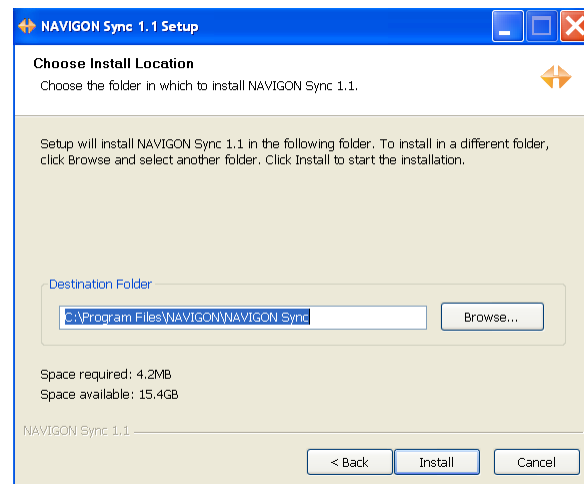 NAVIGON Sync 1.1 Setup
Choose Install Location
Choose the folder in which to install NAVIGON Sync 1.1.
Setup will install NAVIGON Sync 1.1 in the following folder. To install in a different folder,
click Browse and select another folder. Click Install to start the installation.
Destination Folder
C:\Program Files\NAVIGON\NAVIGON Sync
Browse...
Space required: 4.2MB
Space available: 15.4GB
NAVIGON Sync 1.1
< Back
Install
Cancel